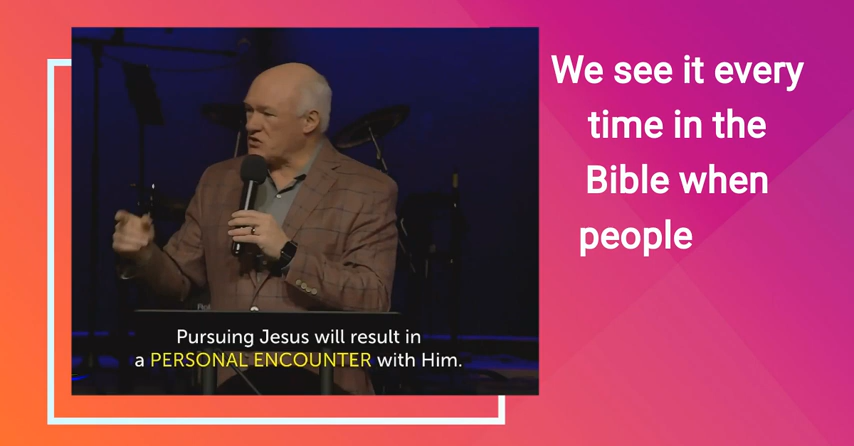 We see it every
time in the
Bible when
people
Pursuing Jesus will result in
a PERSONAL ENCOUNTER with Him.